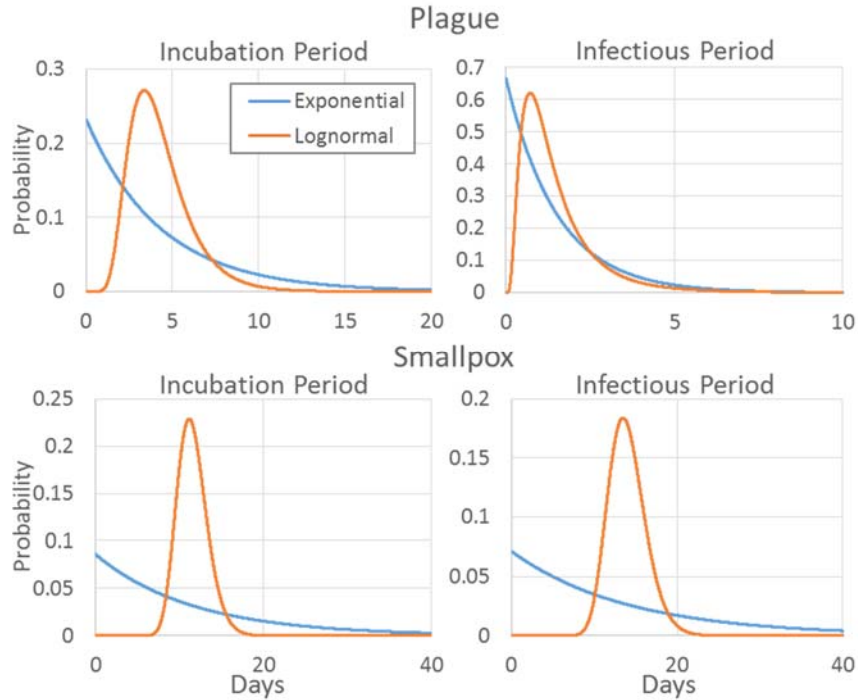 Plague
Incubation Period
Infectious Period
0.3
0.2
0.1
0
Probability
Exponential
Lognormal
0 5 10 15 20
0.7
0.6
0.5
0.4
0.3
0.2
0.1
0
0 5 10
Smallpox
Incubation Period
Infectious Period
0.25
0.2
0.15
0.1
0.05
0
Probability
0 20 40
Days
0.2
0.15
0.1
0.05
0
0 20 40
Days